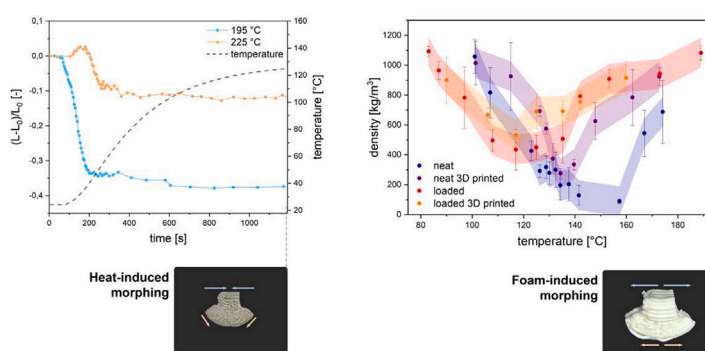 195 °C
225 °C
temperature
0,0
-0,1
-0,2
-0,3
-0,4
(L-L₀)/L₀ [-]
0
200
400
600
800
1000
time [s]
140
120
100
80
60
40
20
temperature [°C]
Heat-induced
morphing
1200
1000
800
600
400
200
0
density [kg/m³]
neat
neat 3D printed
loaded
loaded 3D printed
80
100
120
140
160
180
temperature [°C]
Foam-induced
morphing